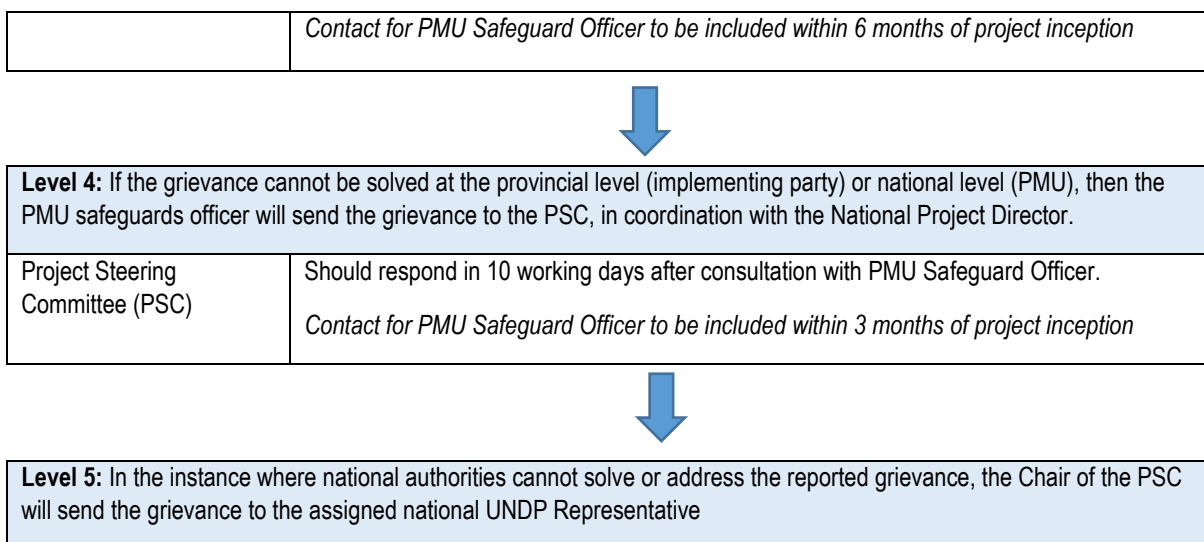 Contact for PMU Safeguard Officer to be included within 6 months of project inception
Level 4: If the grievance cannot be solved at the provincial level (implementing party) or national level (PMU), then the
PMU safeguards officer will send the grievance to the PSC, in coordination with the National Project Director.
Project Steering
Committee (PSC)
Should respond in 10 working days after consultation with PMU Safeguard Officer.
Contact for PMU Safeguard Officer to be included within 3 months of project inception
Level 5: In the instance where national authorities cannot solve or address the reported grievance, the Chair of the PSC
will send the grievance to the assigned national UNDP Representative